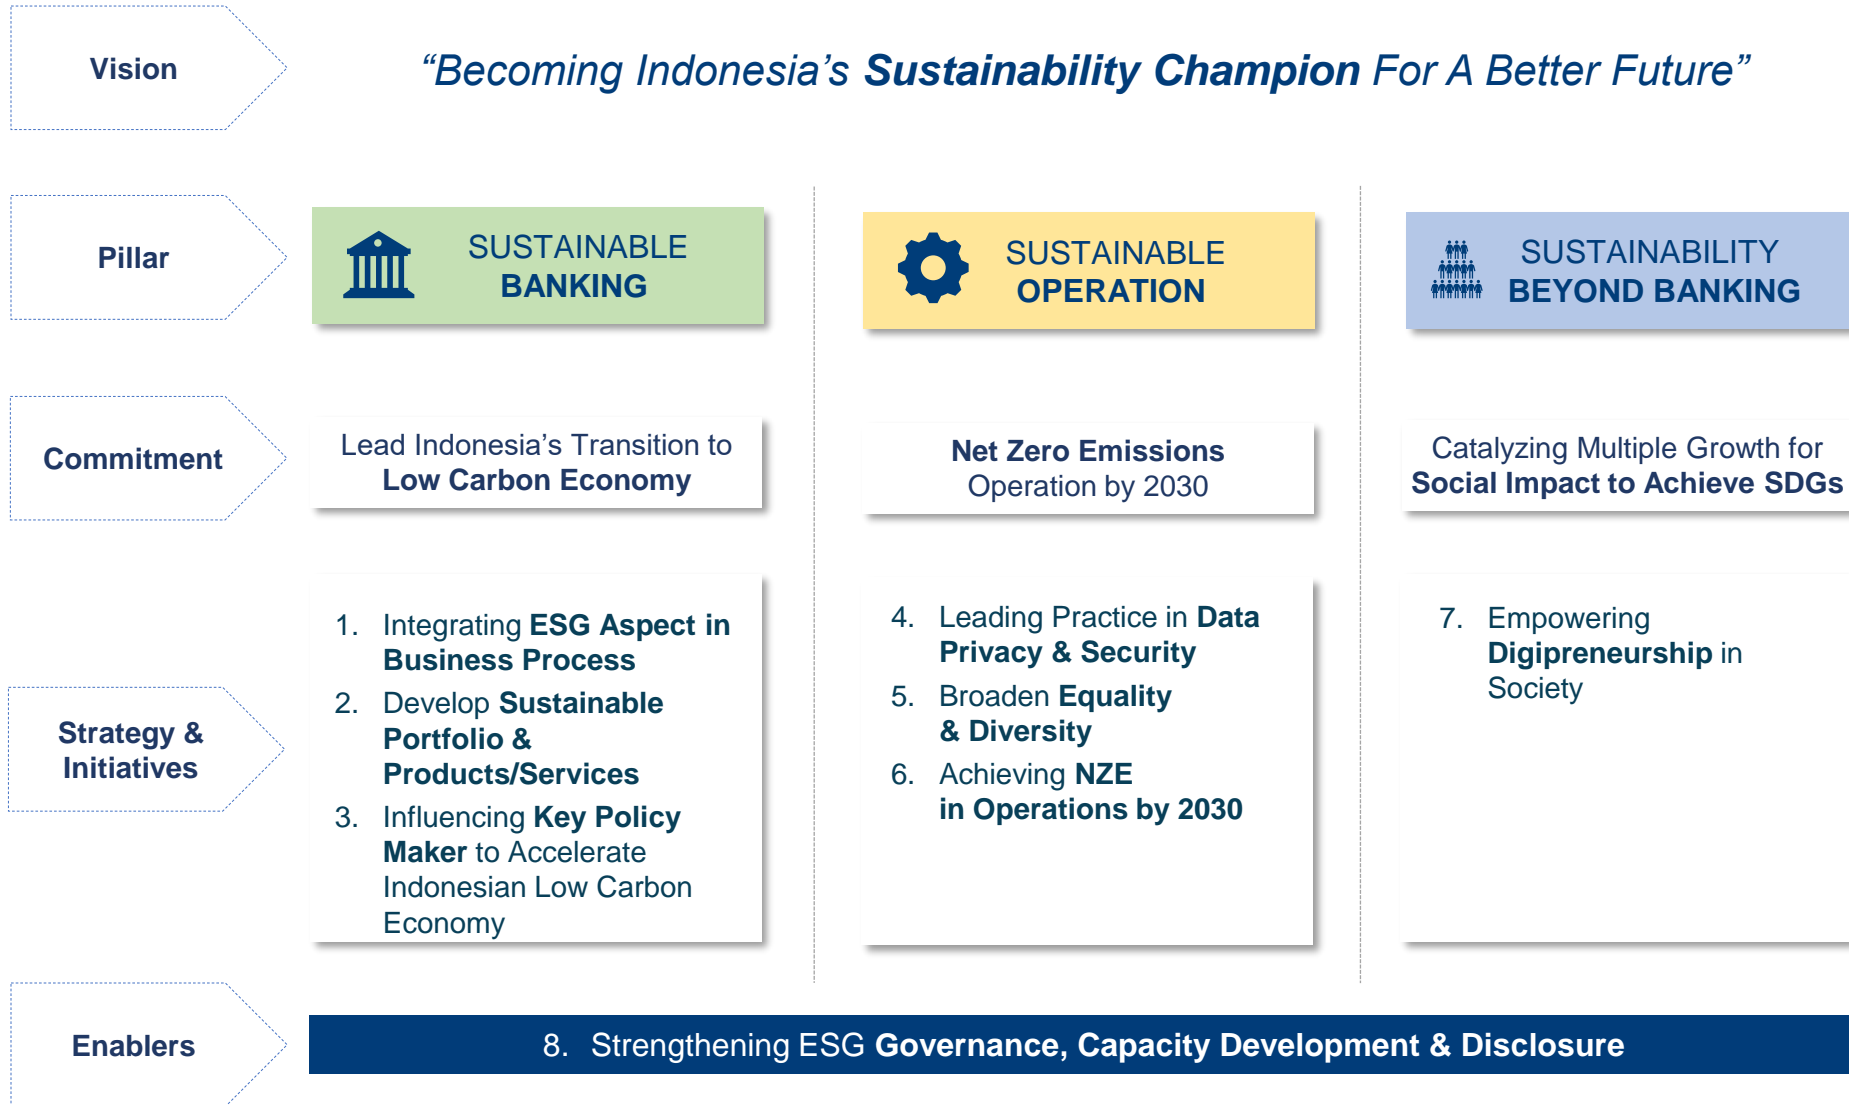 Vision
“Becoming Indonesia’s Sustainability Champion For A Better Future”
Pillar
SUSTAINABLE
BANKING
SUSTAINABLE
OPERATION
SUSTAINABILITY
BEYOND BANKING
Commitment
Lead Indonesia’s Transition to
Low Carbon Economy
Net Zero Emissions
Operation by 2030
Catalyzing Multiple Growth for
Social Impact to Achieve SDGs
Strategy &
Initiatives
1. Integrating ESG Aspect in
Business Process
2. Develop Sustainable
Portfolio &
Products/Services
3. Influencing Key Policy
Maker to Accelerate
Indonesian Low Carbon
Economy
4. Leading Practice in Data
Privacy & Security
5. Broaden Equality
& Diversity
6. Achieving NZE
in Operations by 2030
7. Empowering
Digipreneurship in
Society
Enablers
8. Strengthening ESG Governance, Capacity Development & Disclosure